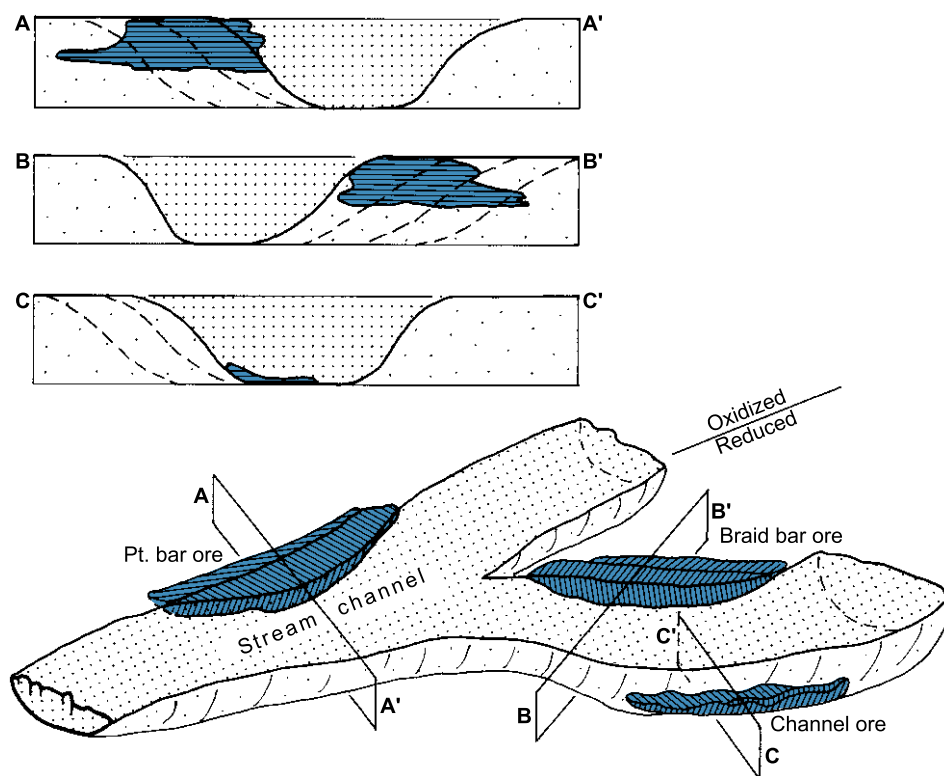 A A'
B B'
C C'
Oxidized
Reduced
A
B'
Pt. bar ore
Braid bar ore
Stream channel
C'
A'
B
Channel ore
C